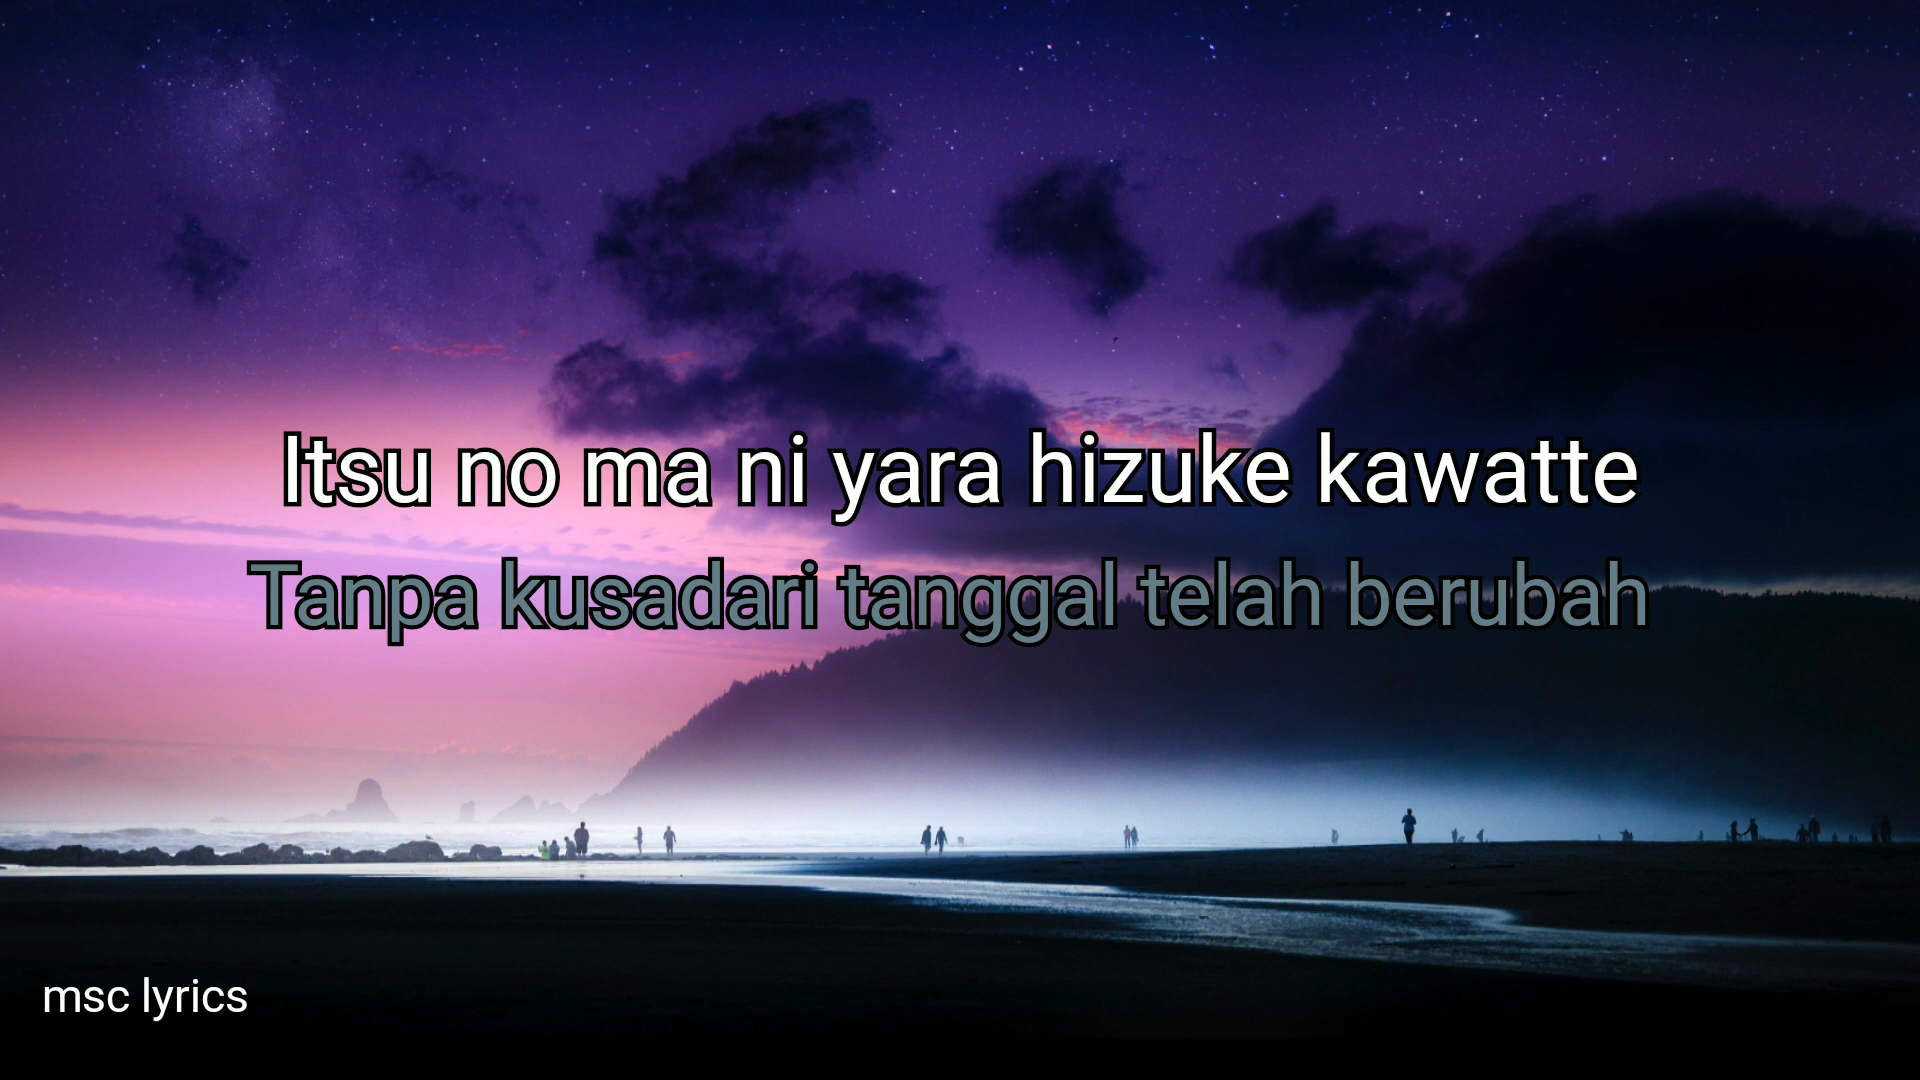 Itsu no ma ni yara hizuke kawatte
Tanpa kusadari tanggal telah berubah
msc lyrics